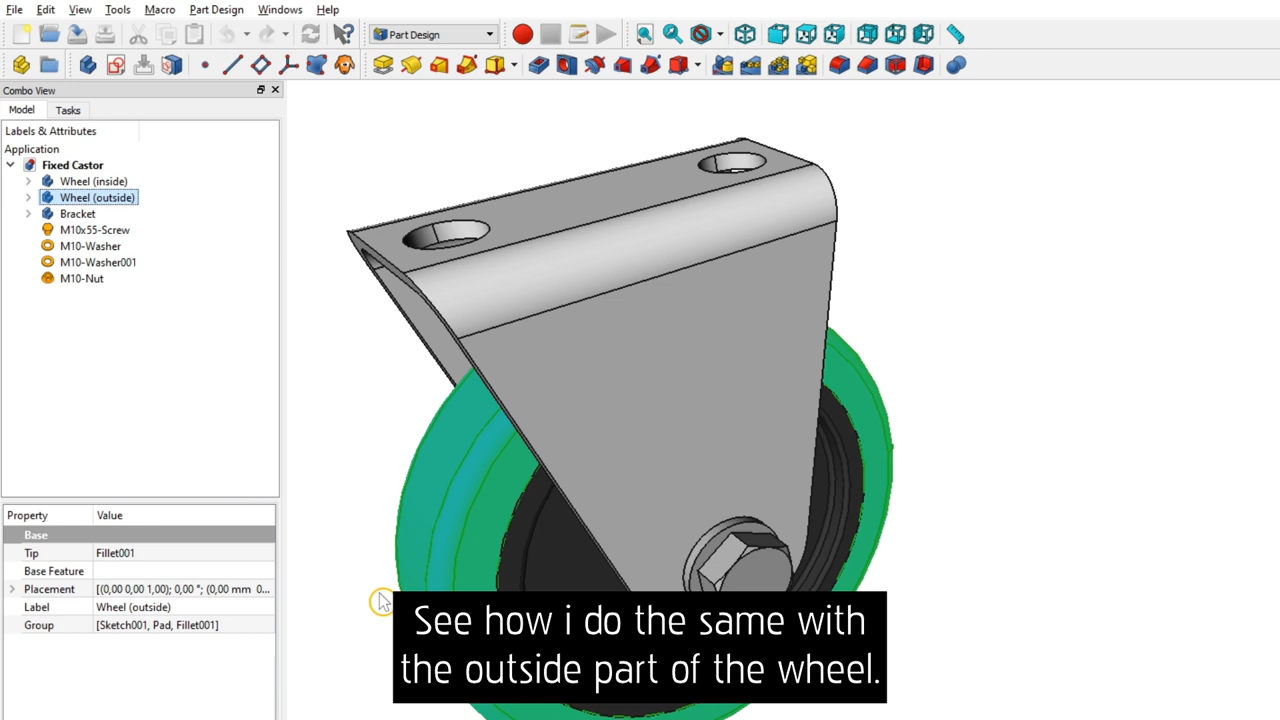 File Edit View Tools Macro Part Design Windows Help
Part Design
Combo View
Model Tasks
Labels & Attributes
Application
Fixed Castor
Wheel (inside)
Wheel (outside)
Bracket
M10x55-Screw
M10-Washer
M10-Washer001
M10-Nut
Property Value
Base
Tip Fillet001
Base Feature
Placement [(0,00 0,00 1,00); 0,00 °; (0,00 mm 0...
Label Wheel (outside)
Group [Sketch001, Pad, Fillet001]
See how i do the same with
the outside part of the wheel.